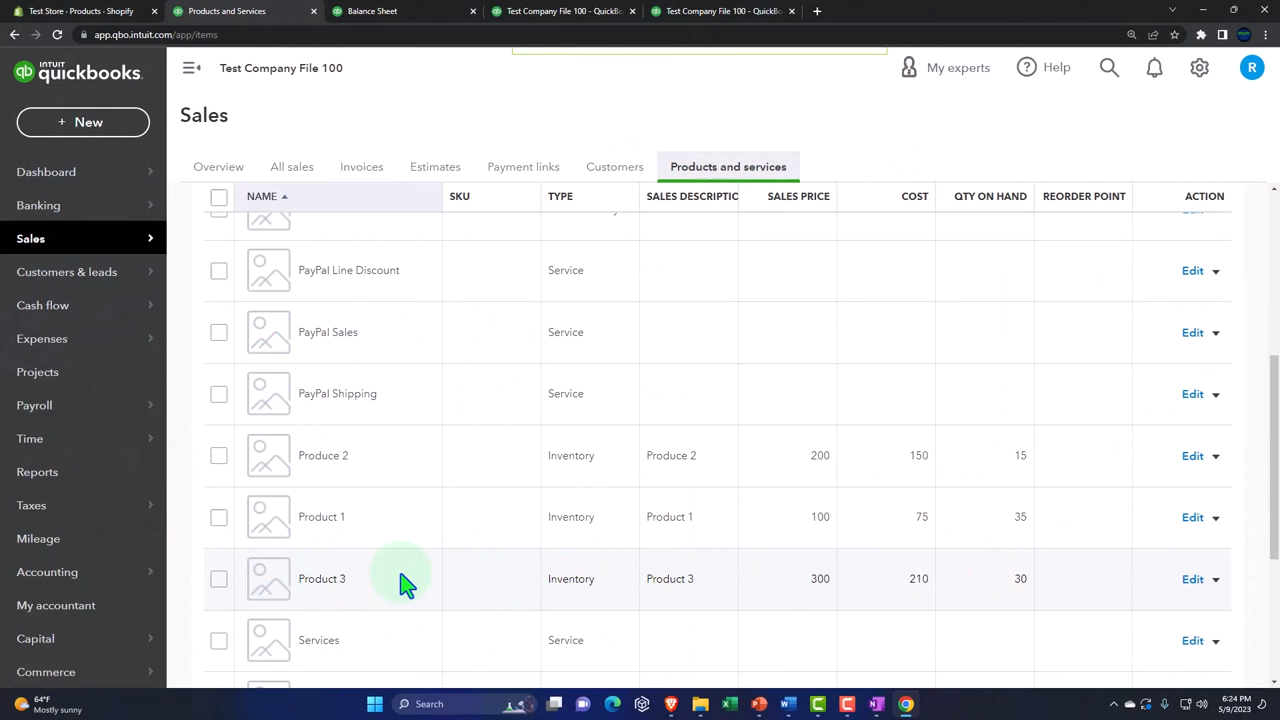 Test Store · Products · Shopify
Products and Services
Balance Sheet
Test Company File 100 - QuickBo
Test Company File 100 - QuickBo
app.qbo.intuit.com/app/items
INTUIT
quickbooks.
Test Company File 100
My experts
Help
R
+ New
Sales
Overview
All sales
Invoices
Estimates
Payment links
Customers
Products and services
Dashboard
Banking
Sales
Customers & leads
Cash flow
Expenses
Projects
Payroll
Time
Reports
Taxes
Mileage
Accounting
My accountant
Capital
Commerce
NAME SKU TYPE SALES DESCRIPTIO SALES PRICE COST QTY ON HAND REORDER POINT ACTION
PayPal Line Discount Service Edit
PayPal Sales Service Edit
PayPal Shipping Service Edit
Produce 2 Inventory Produce 2 200 150 15 Edit
Product 1 Inventory Product 1 100 75 35 Edit
Product 3 Inventory Product 3 300 210 30 Edit
Services Service Edit
64°F
Mostly sunny
Search
6:24 PM
5/9/2023